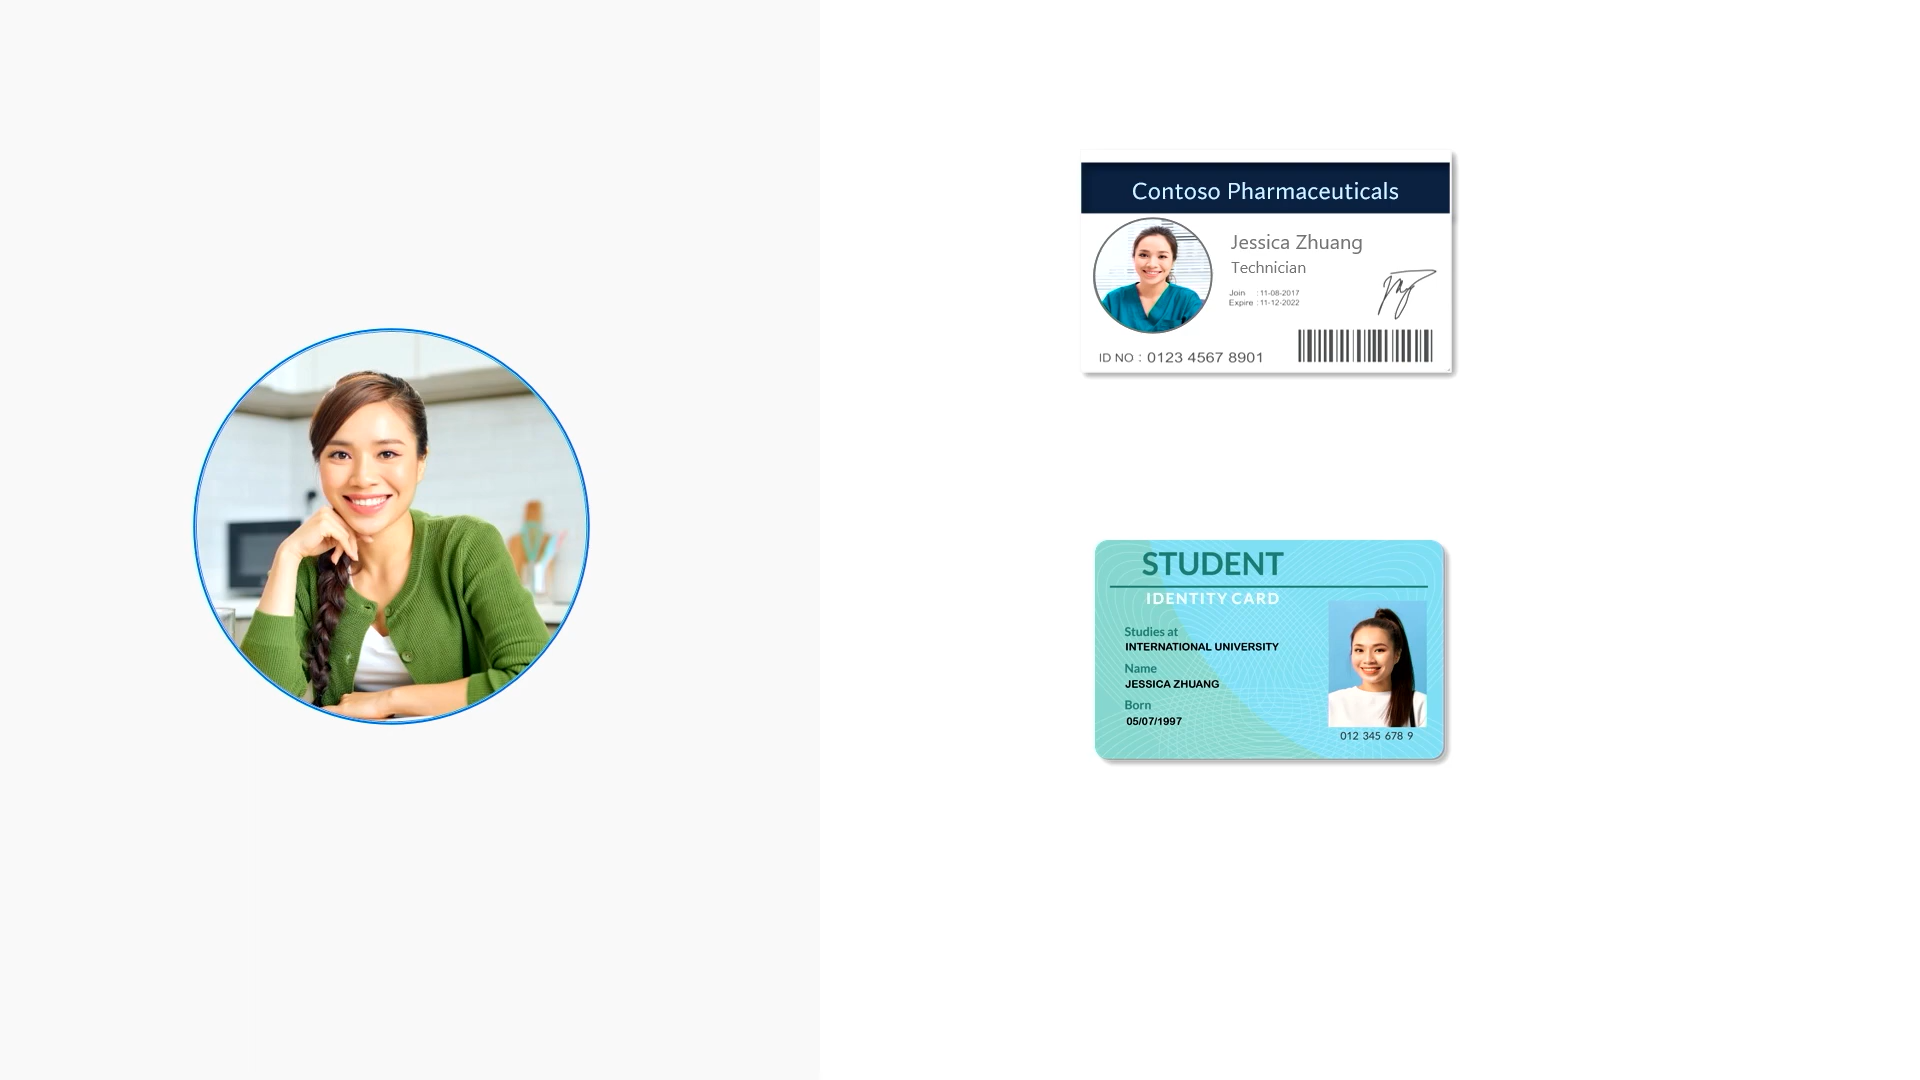 Contoso Pharmaceuticals
Jessica Zhuang
Technician
Join : 11-08-2017
Expire : 11-12-2022
ID NO : 0123 4567 8901
STUDENT
IDENTITY CARD
Studies at
INTERNATIONAL UNIVERSITY
Name
JESSICA ZHUANG
Born
05/07/1997
012 345 678 9